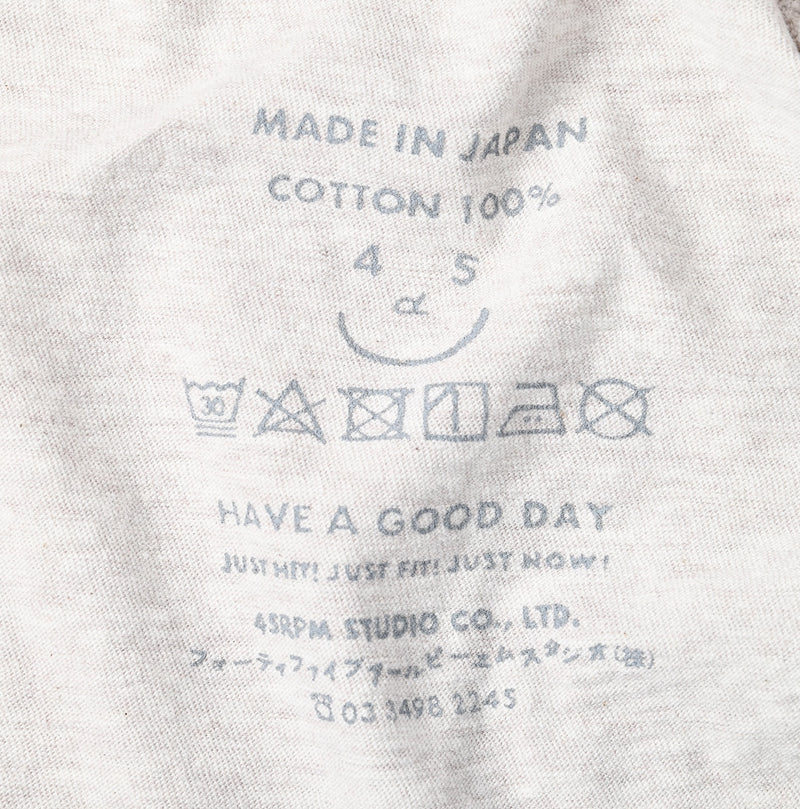 MADE IN JAPAN
COTTON 100%
4 S
R
30
HAVE A GOOD DAY
JUST HIT! JUST FIT! JUST NOW!
45RPM STUDIO CO., LTD.
フォーティファイブアールピーエムスタジオ(株)
☎03 3498 2245